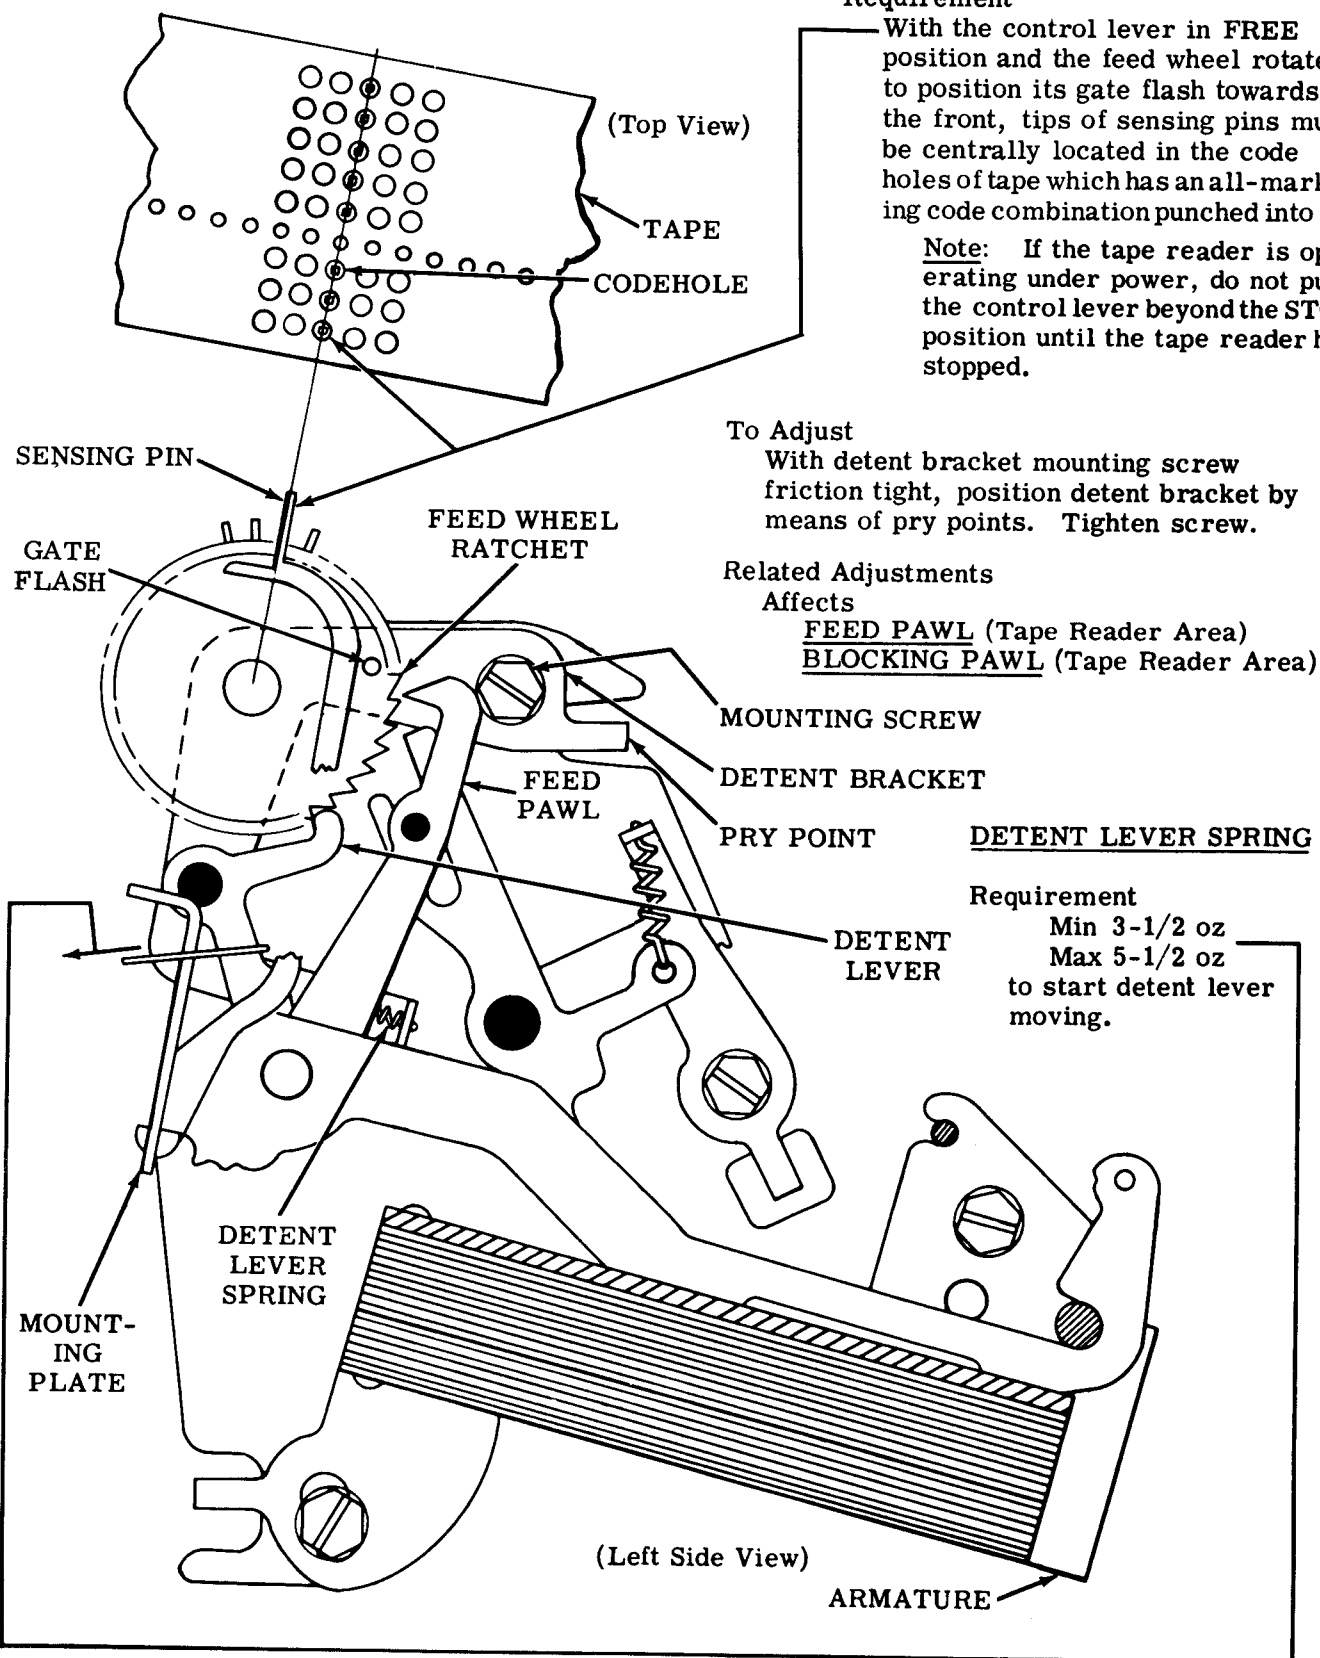 Requirement
With the control lever in FREE
position and the feed wheel
to position its gate flash towards
the front, tips of sensing pins
be centrally located in the code
holes of tape which has an all-mark-
ing code combination punched into
Note: If the tape reader is
erating under power, do not
the control lever beyond the
position until the tape reader
stopped.
(Top View)
TAPE
CODEHOLE
To Adjust
With detent bracket mounting screw
friction tight, position detent bracket by
means of pry points. Tighten screw.
Related Adjustments
Affects
FEED PAWL (Tape Reader Area)
BLOCKING PAWL (Tape Reader Area)
SENSING PIN
GATE
FLASH
FEED WHEEL
RATCHET
MOUNTING SCREW
DETENT BRACKET
PRY POINT
FEED
PAWL
DETENT LEVER SPRING
Requirement
Min 3-1/2 oz
Max 5-1/2 oz
to start detent lever
moving.
DETENT
LEVER
DETENT
LEVER
SPRING
MOUNT-
ING
PLATE
(Left Side View)
ARMATURE